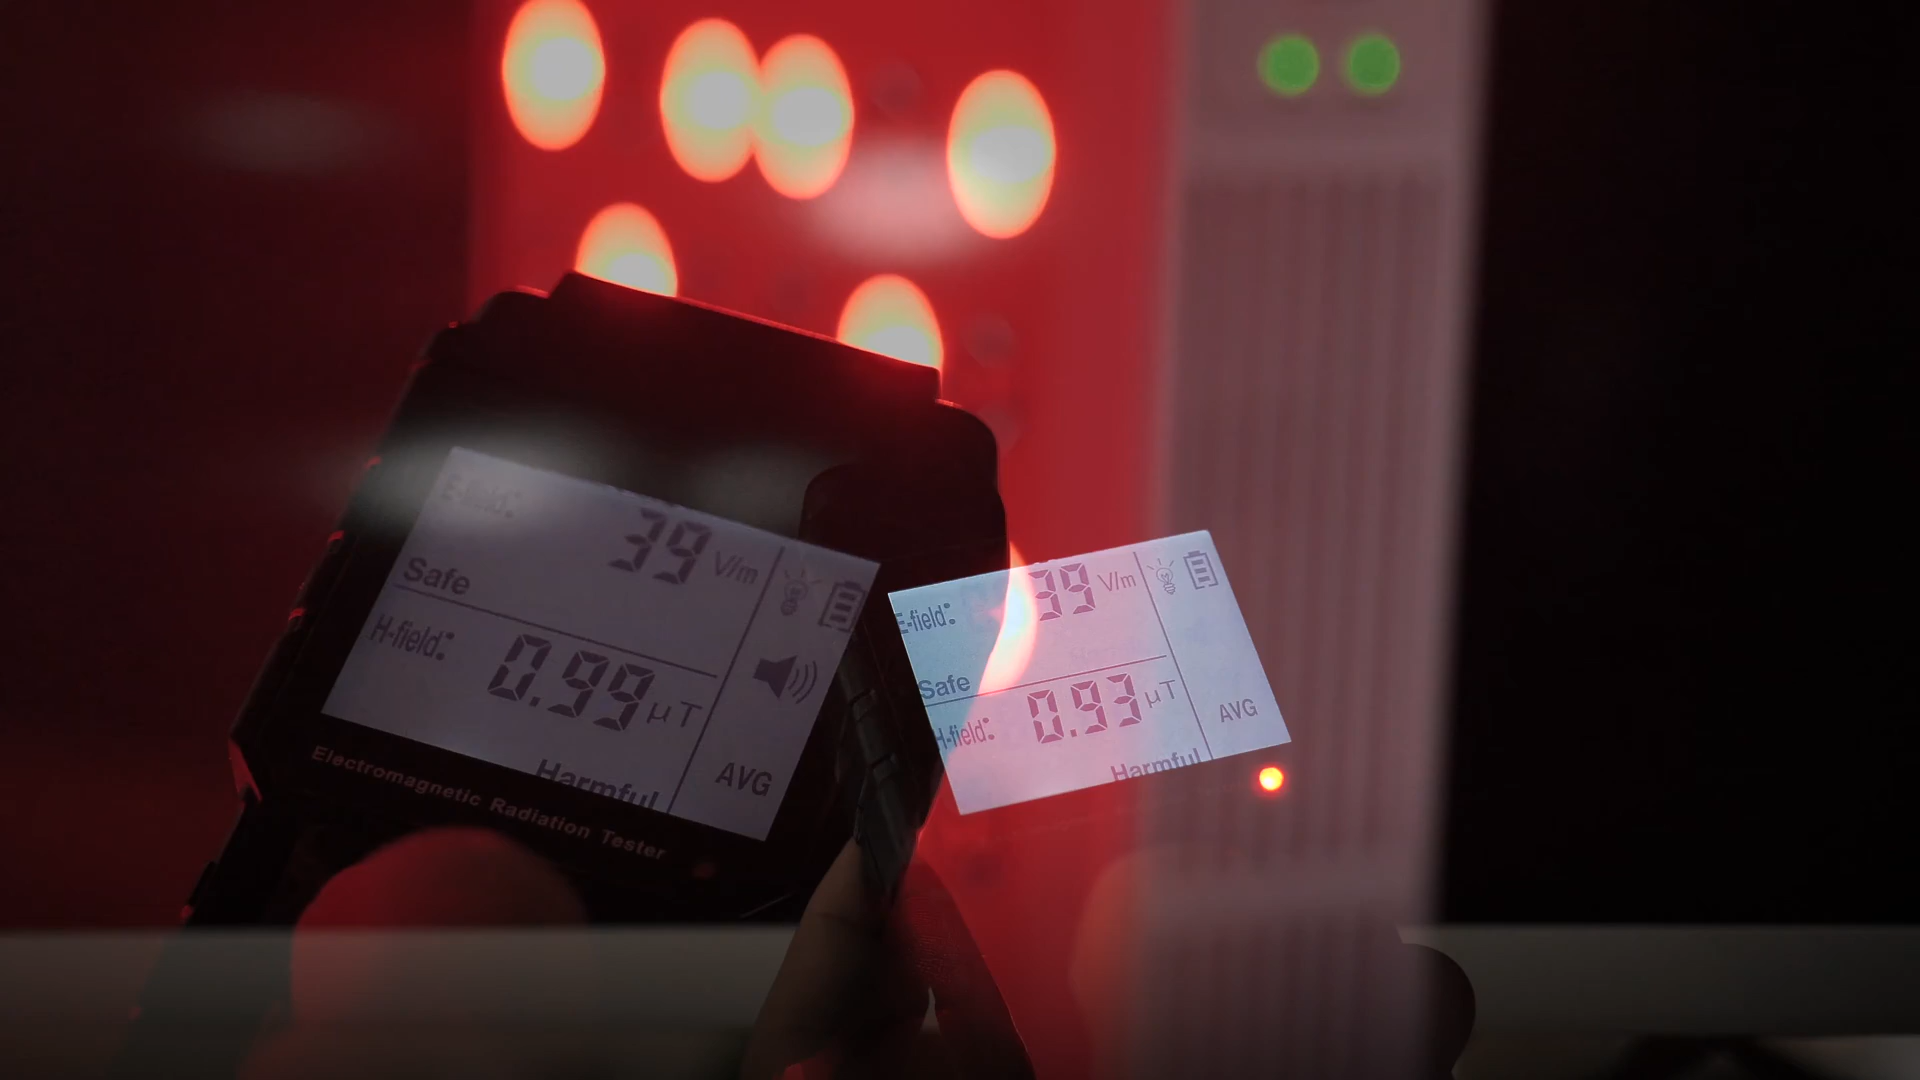 E-field: 39 V/m
Safe
H-field: 0.99 µT
Harmful
AVG
Electromagnetic Radiation Tester
E-field: 39 V/m
Safe
H-field: 0.93 µT
Harmful
AVG